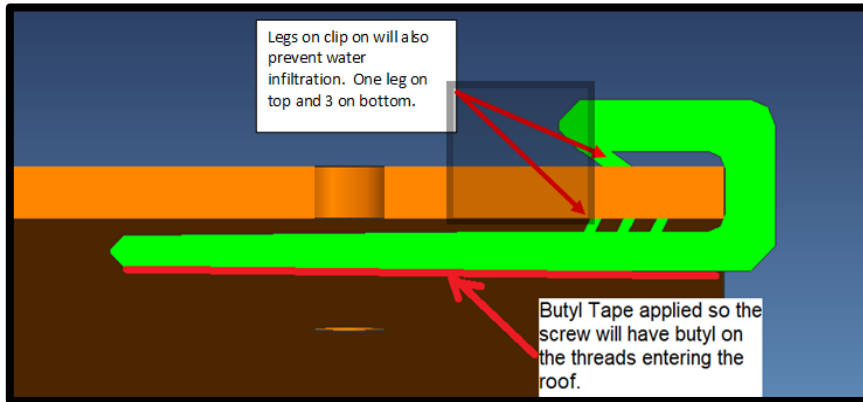 Legs on clip on will also
prevent water
infiltration.  One leg on
top and 3 on bottom.
Butyl Tape applied so the
screw will have butyl on
the threads entering the
roof.